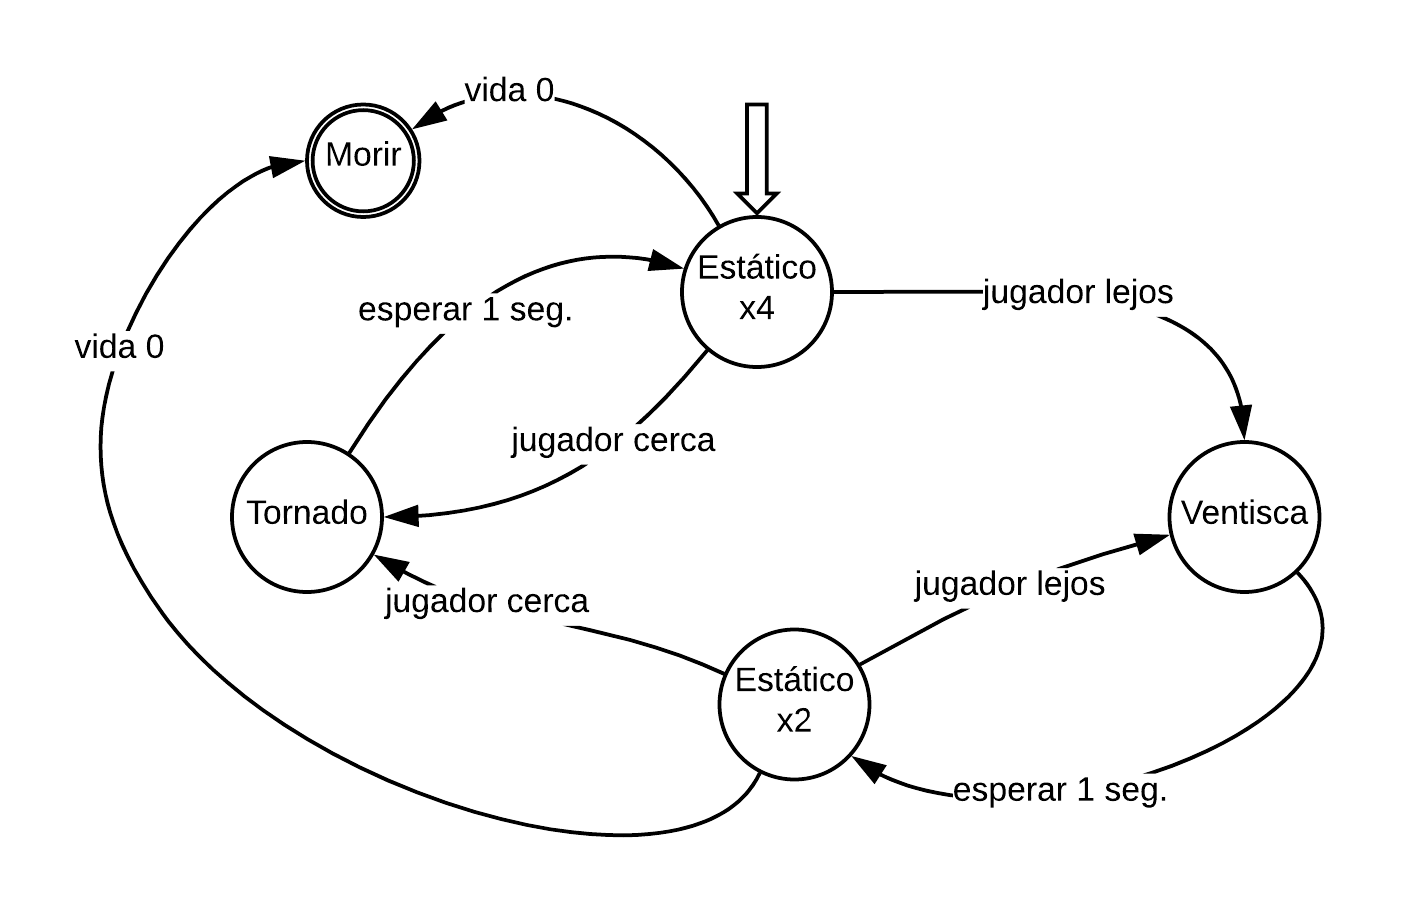 vida 0
Morir
Estático
x4
jugador lejos
esperar 1 seg.
vida 0
jugador cerca
Tornado
Ventisca
jugador lejos
jugador cerca
Estático
x2
esperar 1 seg.